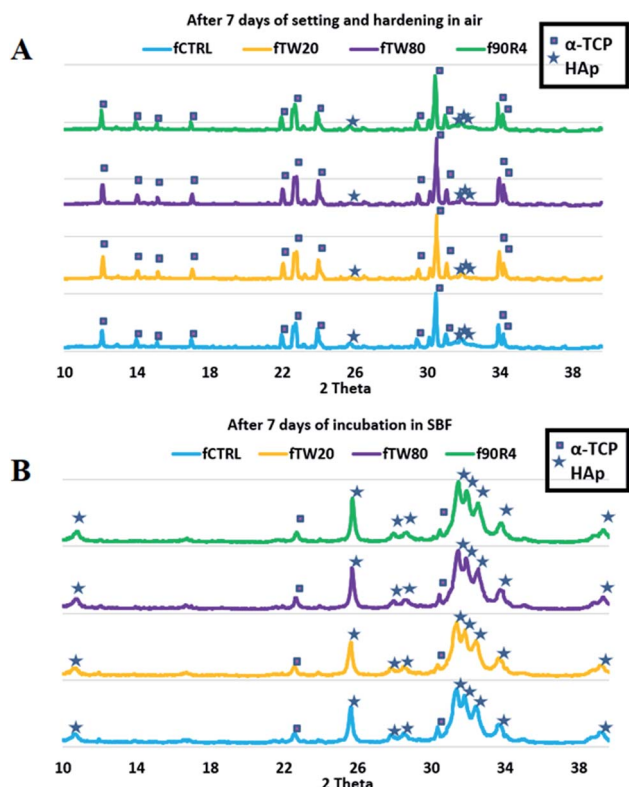 After 7 days of setting and hardening in air
A
fCTRL fTW20 fTW80 f90R4
α-TCP
HAp
10 14 18 22 26 30 34 38
2 Theta
After 7 days of incubation in SBF
B
fCTRL fTW20 fTW80 f90R4
α-TCP
HAp
10 14 18 22 26 30 34 38
2 Theta